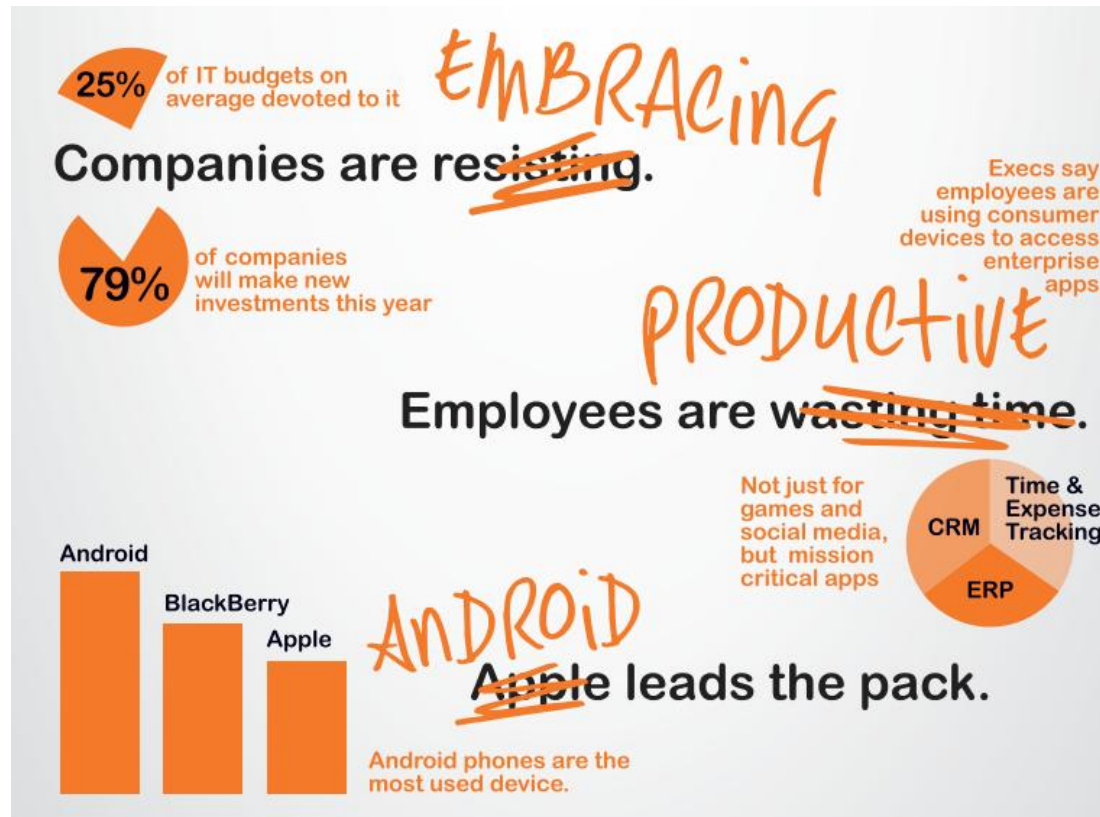 25%
of IT budgets on
average devoted to it
EMBRACing
Companies are resisting.
79%
of companies
will make new
investments this year
Execs say
employees are
using consumer
devices to access
enterprise
apps
PRODUCtiVE
Employees are wasting time.
Not just for
games and
social media,
but mission
critical apps
CRM
Time &
Expense
Tracking
ERP
Android
BlackBerry
Apple
ANDROiD
Apple leads the pack.
Android phones are the
most used device.